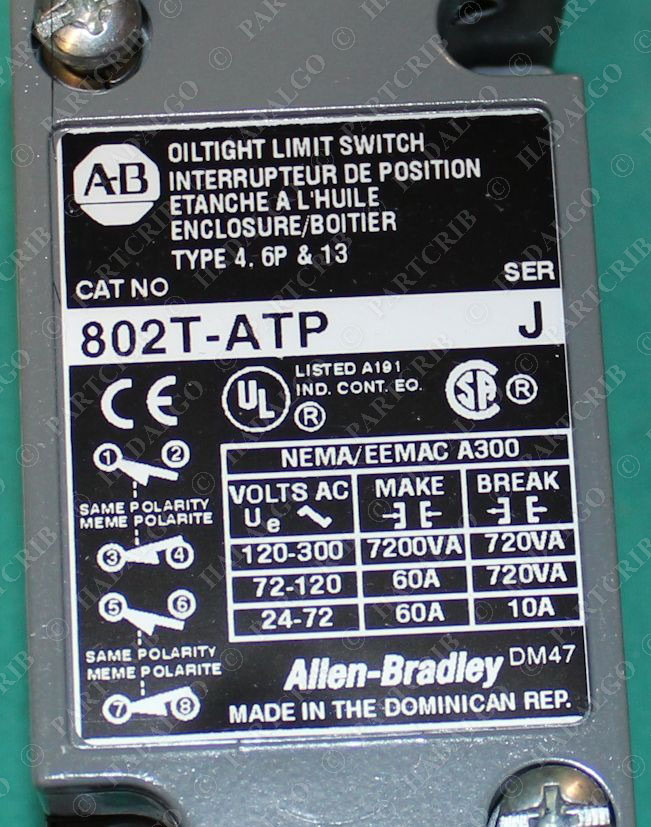 A-B
OILTIGHT LIMIT SWITCH
INTERRUPTEUR DE POSITION
ETANCHE A L'HUILE
ENCLOSURE/BOITIER
TYPE 4, 6P & 13
CAT NO SER
802T-ATP J
CE
UL ®
LISTED A191
IND. CONT. EQ.
SA ®
1 2
SAME POLARITY
MEME POLARITE
3 4
5 6
SAME POLARITY
MEME POLARITE
7 8
NEMA/EEMAC A300
VOLTS AC MAKE BREAK
Ue
120-300 7200VA 720VA
72-120 60A 720VA
24-72 60A 10A
Allen-Bradley DM47
MADE IN THE DOMINICAN REP.
© PARTCRIB © HADALGO